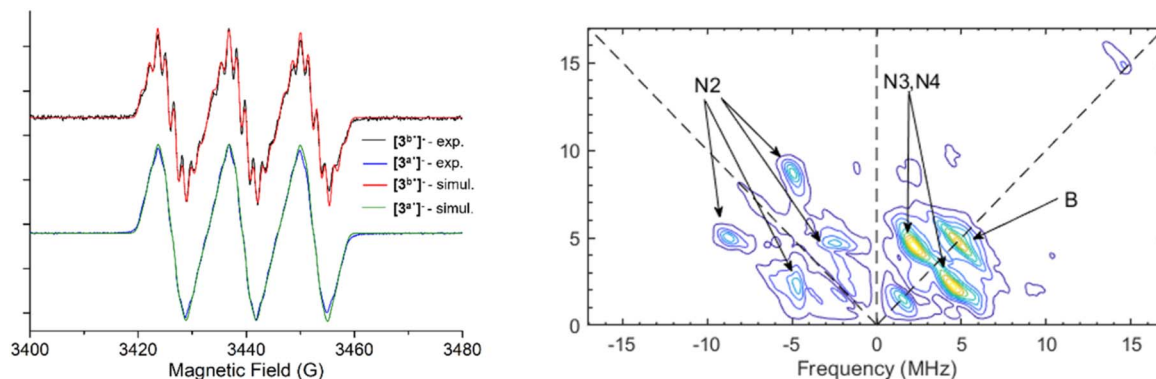 [3ᵇ˙]˙ - exp.
[3ᵃ˙]˙ - exp.
[3ᵇ˙]˙ - simul.
[3ᵃ˙]˙ - simul.
3400 3420 3440 3460 3480
Magnetic Field (G)
N2
N3,N4
B
15
10
5
0
-15 -10 -5 0 5 10 15
Frequency (MHz)